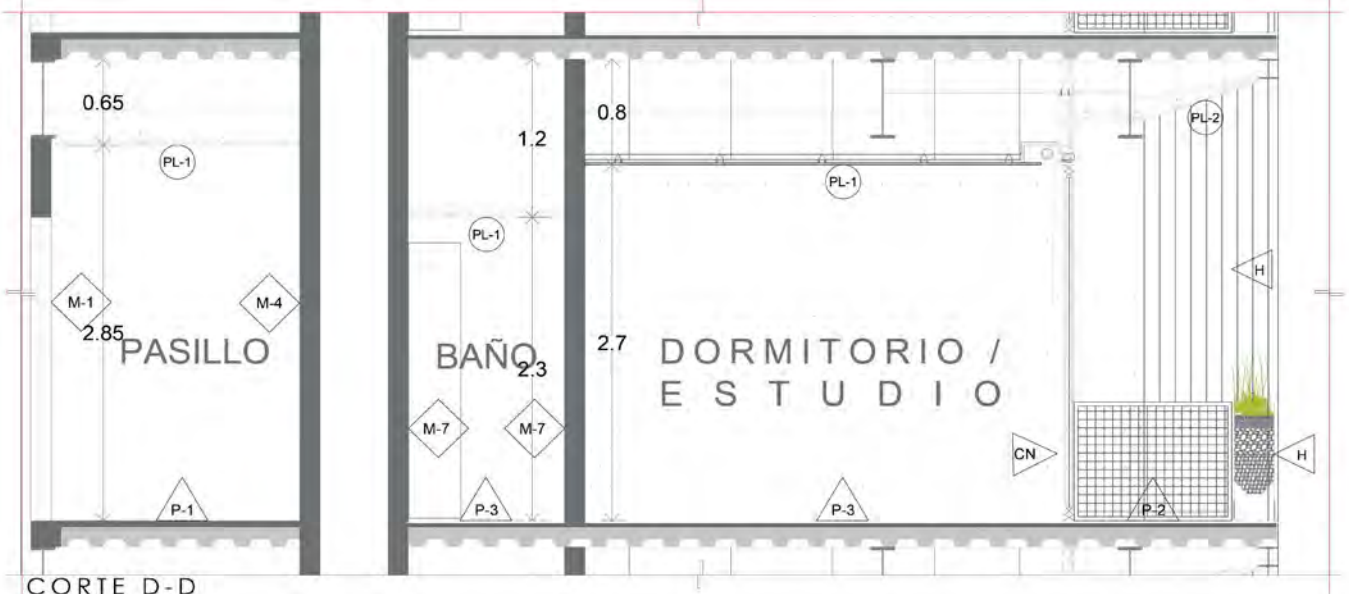 0.65
1.2
0.8
PL-1
PL-2
PL-1
PL-1
H
M-1
M-4
2.85
PASILLO
BAÑO
2.3
2.7
DORMITORIO /
ESTUDIO
M-7
M-7
CN
H
P-1
P-3
P-3
P-2
CORTE D-D